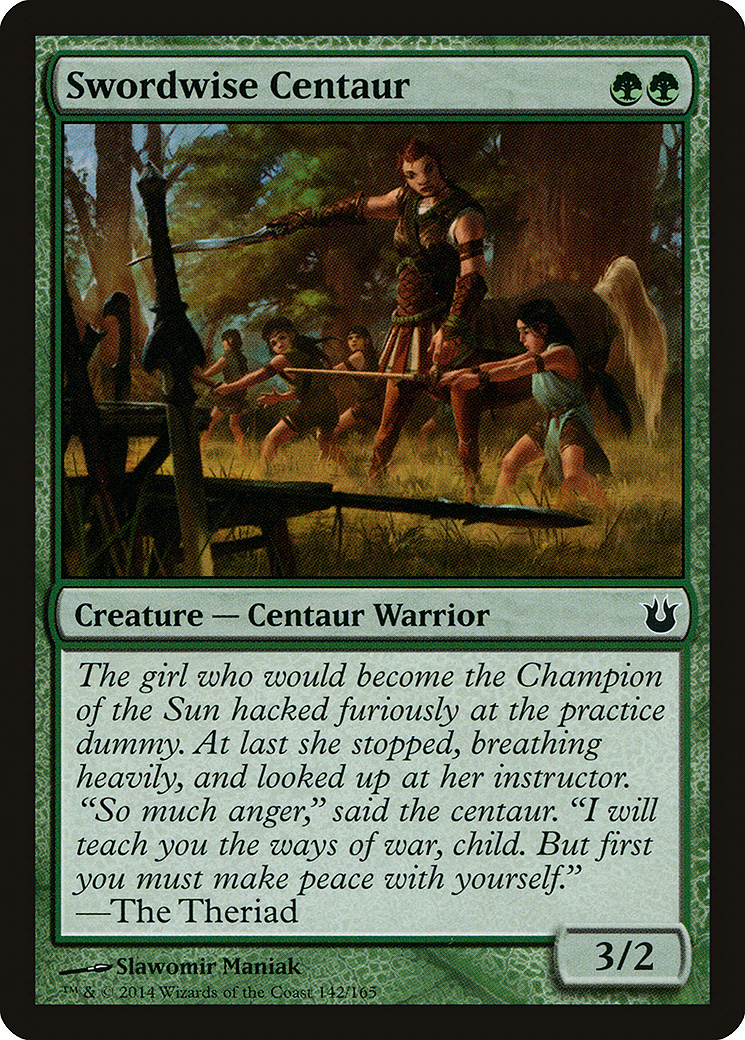 Swordwise Centaur
Creature — Centaur Warrior
The girl who would become the Champion
of the Sun hacked furiously at the practice
dummy. At last she stopped, breathing
heavily, and looked up at her instructor.
“So much anger,” said the centaur. “I will
teach you the ways of war, child. But first
you must make peace with yourself.”
—The Theriad
3/2
Slawomir Maniak
™ & © 2014 Wizards of the Coast 142/165